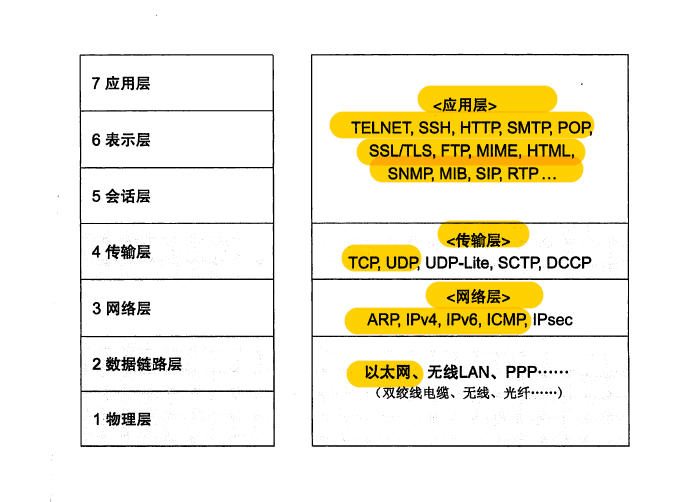 7 应用层
6 表示层
5 会话层
4 传输层
3 网络层
2 数据链路层
1 物理层
<应用层>
TELNET, SSH, HTTP, SMTP, POP,
SSL/TLS, FTP, MIME, HTML,
SNMP, MIB, SIP, RTP …
<传输层>
TCP, UDP, UDP-Lite, SCTP, DCCP
<网络层>
ARP, IPv4, IPv6, ICMP, IPsec
以太网、无线LAN、PPP……
（双绞线电缆、无线、光纤……）